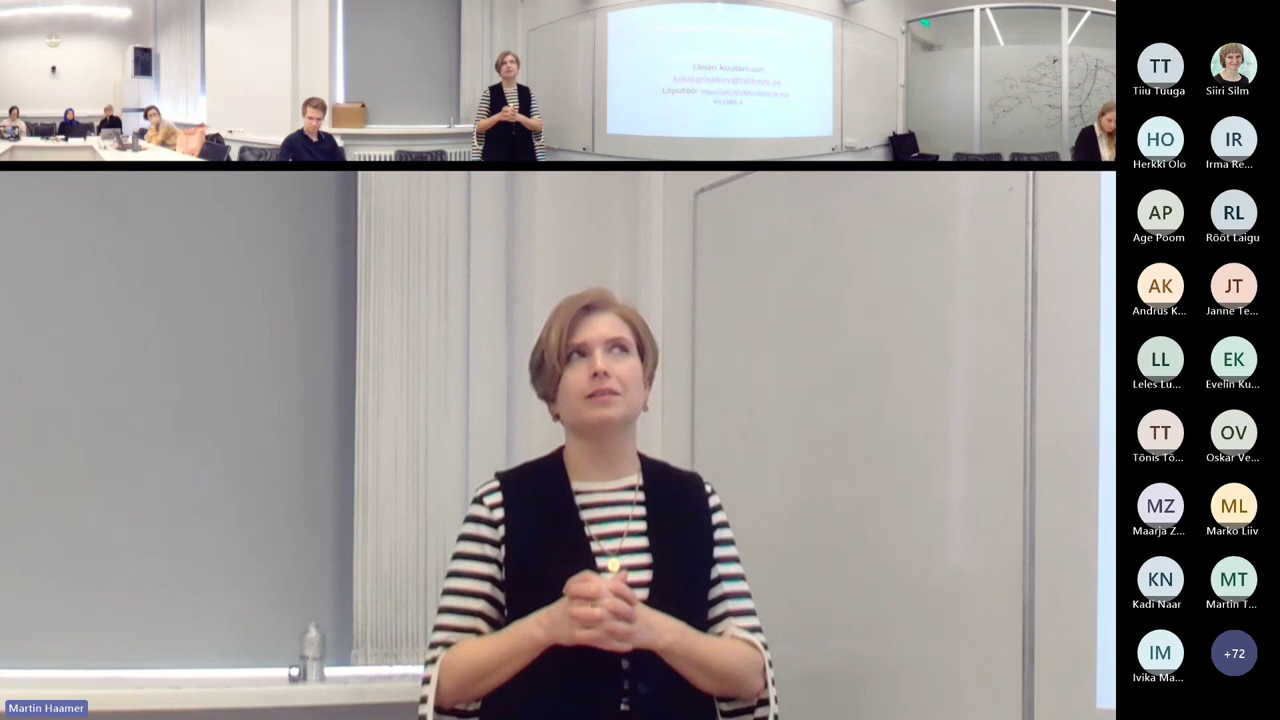 Tänan kuulamast!
Lõputöö:
TT
Tiiu Tuuga
Siiri Silm
HO
Herkki Olo
IR
Irma Re...
AP
Age Poom
RL
Rööt Laigu
AK
Andrus K...
JT
Janne Te...
LL
Leles Lu...
EK
Evelin Ku...
TT
Tõnis Tõ...
OV
Oskar Ve...
MZ
Maarja Z...
ML
Marko Liiv
KN
Kadi Naar
MT
Martin T...
IM
Ivika Ma...
+72
Martin Haamer